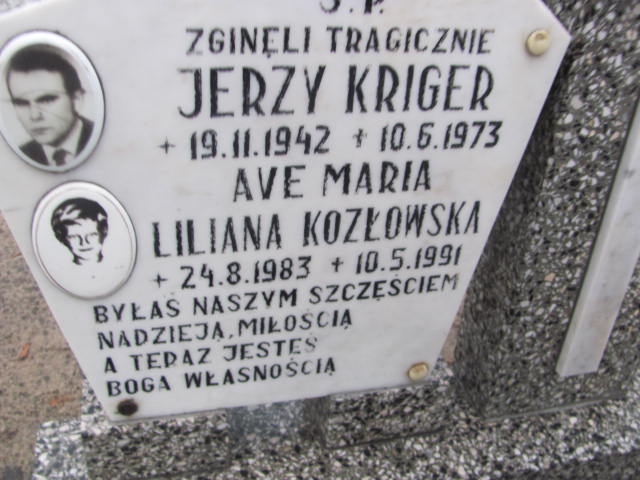 Ś.P.
ZGINĘLI TRAGICZNIE
JERZY KRIGER
+ 19.11.1942 + 10.6.1973
AVE MARIA
LILIANA KOZŁOWSKA
+ 24.8.1983 + 10.5.1991
BYŁAŚ NASZYM SZCZĘŚCIEM
NADZIEJĄ, MIŁOŚCIĄ
A TERAZ JESTEŚ
BOGA WŁASNOŚCIĄ